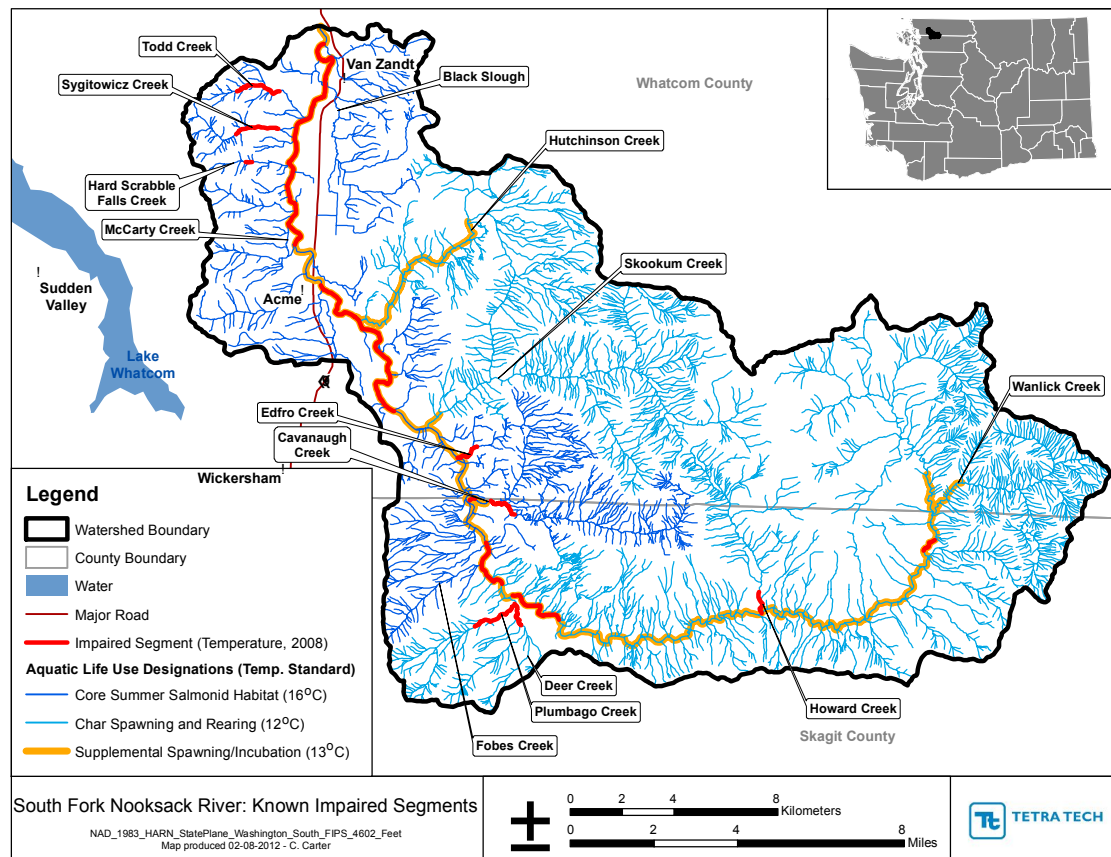 Todd Creek
Van Zandt
Sygitowicz Creek
Black Slough
Whatcom County
Hutchinson Creek
Hard Scrabble
Falls Creek
McCarty Creek
Skookum Creek
!
Sudden
Valley
Acme!
Lake
Whatcom
Wanlick Creek
Edfro Creek
Cavanaugh
Creek
Wickersham!
Legend
Watershed Boundary
County Boundary
Water
Major Road
Impaired Segment (Temperature, 2008)
Aquatic Life Use Designations (Temp. Standard)
Core Summer Salmonid Habitat (16°C)
Char Spawning and Rearing (12°C)
Supplemental Spawning/Incubation (13°C)
Deer Creek
Plumbago Creek
Howard Creek
Fobes Creek
Skagit County
South Fork Nooksack River: Known Impaired Segments
NAD_1983_HARN_StatePlane_Washington_South_FIPS_4602_Feet
Map produced 02-08-2012 - C. Carter
0 2 4 8
Kilometers
0 2 4 8
Miles
Tt TETRA TECH